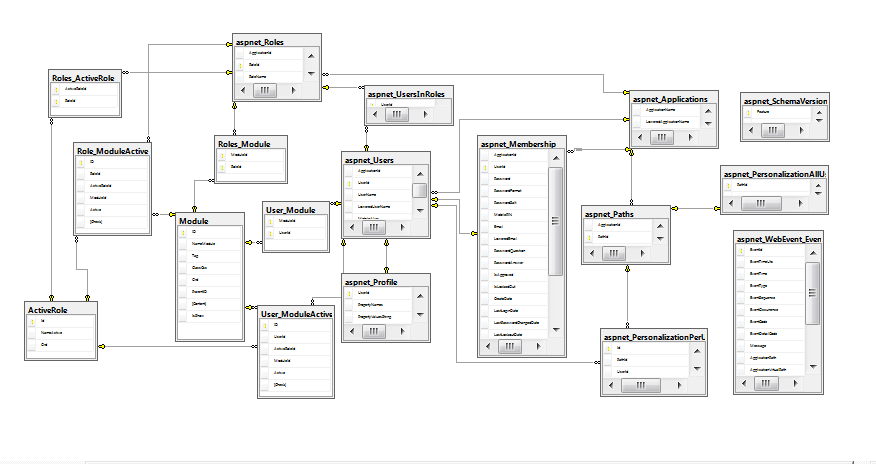 aspnet_Roles
ApplicationId
RoleId
RoleName
Roles_ActiveRole
ActiveRoleId
RoleId
aspnet_UsersInRoles
UserId
aspnet_Applications
ApplicationName
LoweredApplicationName
aspnet_SchemaVersion
Feature
Role_ModuleActive
ID
RoleId
ActiveRoleId
ModuleId
Active
[Check]
Roles_Module
ModuleId
RoleId
aspnet_Users
ApplicationId
UserId
UserName
LoweredUserName
aspnet_Membership
ApplicationId
UserId
Password
PasswordFormat
PasswordSalt
MobilePIN
Email
LoweredEmail
PasswordQuestion
PasswordAnswer
IsApproved
IsLockedOut
CreateDate
LastLoginDate
LastPasswordChangedDate
LastLockoutDate
aspnet_PersonalizationAllU
PathId
User_Module
ModuleId
UserId
Module
ID
NameModule
Tag
Ord
ParentID
[Content]
IsShow
aspnet_Paths
ApplicationId
PathId
aspnet_WebEvent_Even
EventId
EventTimeUtc
EventTime
EventType
EventSequence
EventOccurrence
EventCode
EventDetailCode
Message
ApplicationPath
ApplicationVirtualPath
aspnet_Profile
UserId
PropertyNames
PropertyValuesString
ActiveRole
Id
NameActive
Ord
User_ModuleActive
ID
UserId
ActiveRoleId
ModuleId
Active
[Check]
aspnet_PersonalizationPerU
Id
PathId
UserId